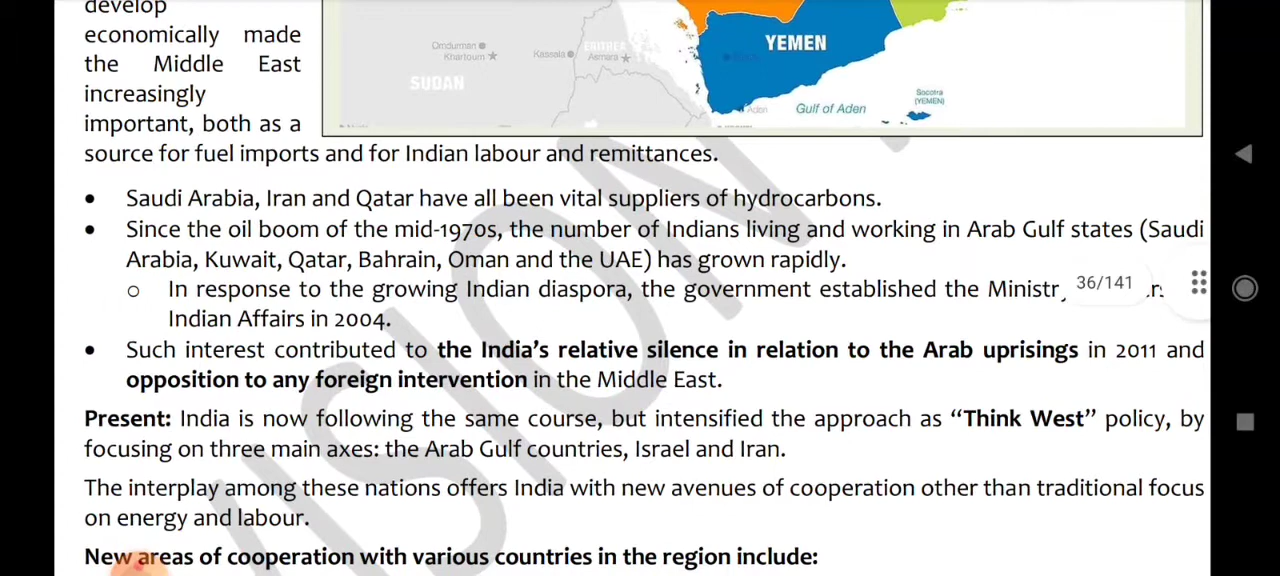 develop
economically made
the Middle East
increasingly
important, both as a
source for fuel imports and for Indian labour and remittances.
Omdurman
Khartoum
Kassala
ERITREA
Asmara
SUDAN
YEMEN
Aden
Gulf of Aden
Socotra
(YEMEN)
• Saudi Arabia, Iran and Qatar have all been vital suppliers of hydrocarbons.
• Since the oil boom of the mid-1970s, the number of Indians living and working in Arab Gulf states (Saudi
Arabia, Kuwait, Qatar, Bahrain, Oman and the UAE) has grown rapidly.
o In response to the growing Indian diaspora, the government established the
Indian Affairs in 2004.
36/141
• Such interest contributed to the India's relative silence in relation to the Arab uprisings in 2011 and
opposition to any foreign intervention in the Middle East.
Present: India is now following the same course, but intensified the approach as “Think West” policy, by
focusing on three main axes: the Arab Gulf countries, Israel and Iran.
The interplay among these nations offers India with new avenues of cooperation other than traditional focus
on energy and labour.
New areas of cooperation with various countries in the region include:
VISION